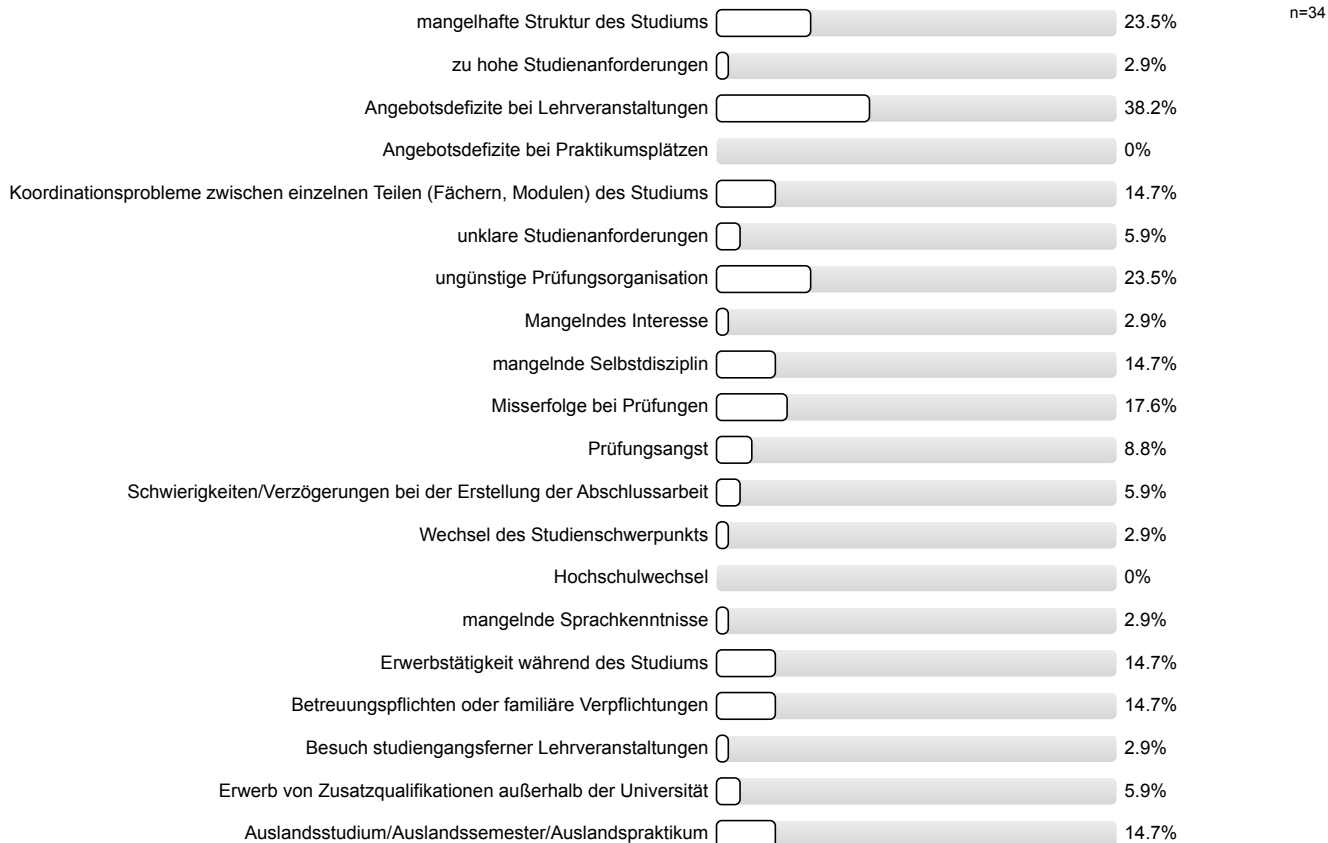 n=34
mangelhafte Struktur des Studiums 23.5%
zu hohe Studienanforderungen 2.9%
Angebotsdefizite bei Lehrveranstaltungen 38.2%
Angebotsdefizite bei Praktikumsplätzen 0%
Koordinationsprobleme zwischen einzelnen Teilen (Fächern, Modulen) des Studiums 14.7%
unklare Studienanforderungen 5.9%
ungünstige Prüfungsorganisation 23.5%
Mangelndes Interesse 2.9%
mangelnde Selbstdisziplin 14.7%
Misserfolge bei Prüfungen 17.6%
Prüfungsangst 8.8%
Schwierigkeiten/Verzögerungen bei der Erstellung der Abschlussarbeit 5.9%
Wechsel des Studienschwerpunkts 2.9%
Hochschulwechsel 0%
mangelnde Sprachkenntnisse 2.9%
Erwerbstätigkeit während des Studiums 14.7%
Betreuungspflichten oder familiäre Verpflichtungen 14.7%
Besuch studiengangsferner Lehrveranstaltungen 2.9%
Erwerb von Zusatzqualifikationen außerhalb der Universität 5.9%
Auslandsstudium/Auslandssemester/Auslandspraktikum 14.7%